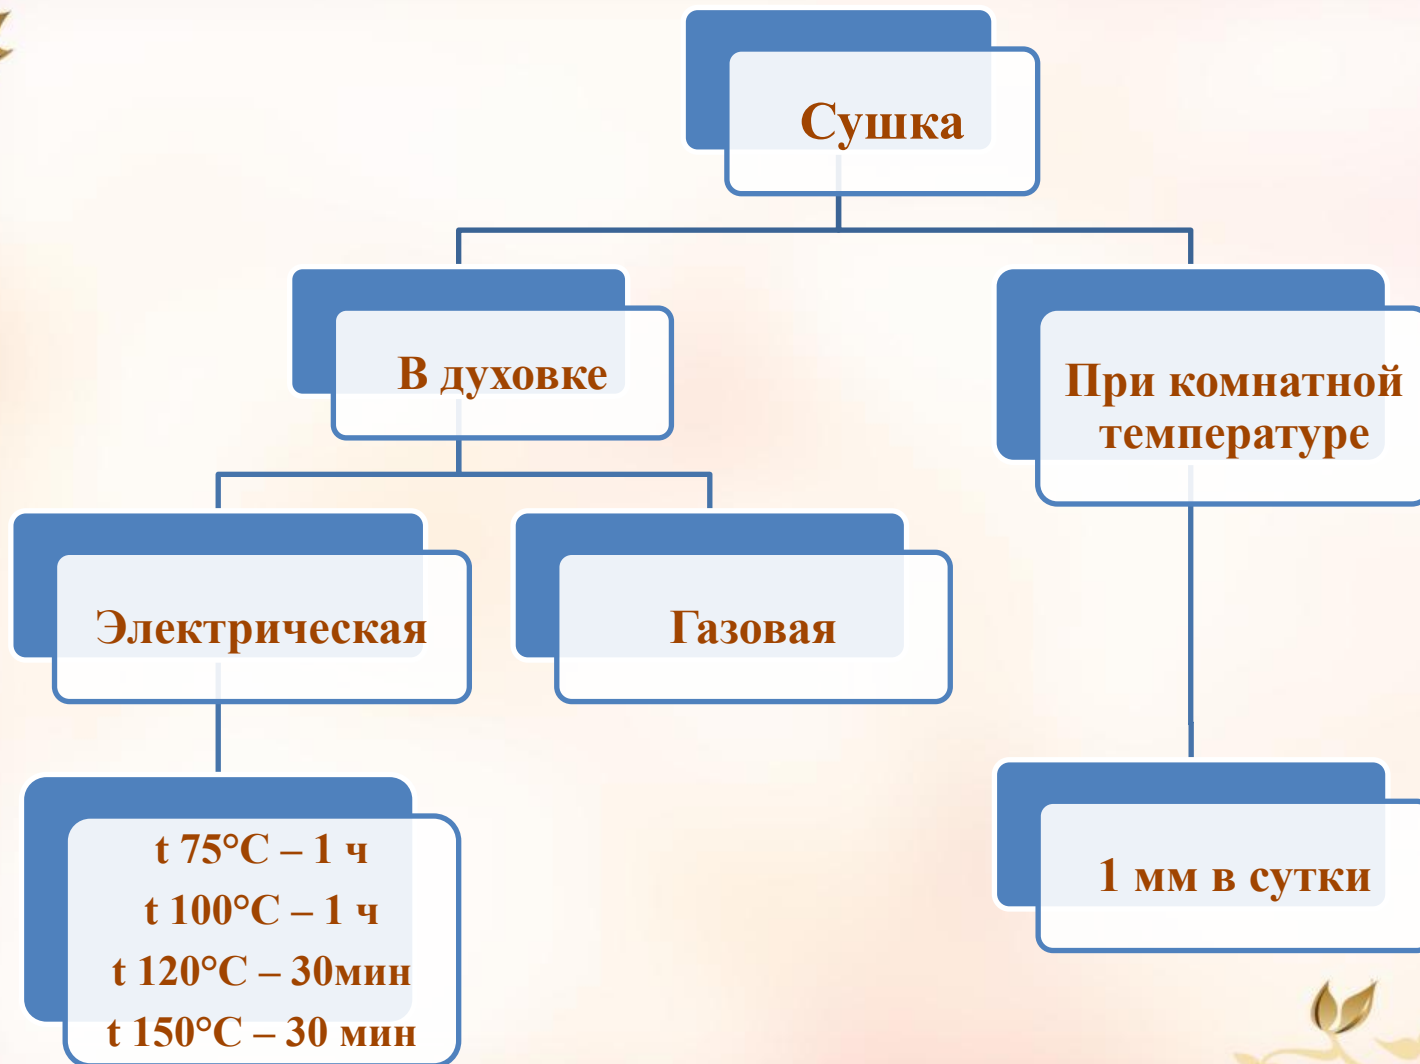 Сушка
В духовке
При комнатной
температуре
Электрическая
Газовая
t 75°C – 1 ч
t 100°C – 1 ч
t 120°C – 30мин
t 150°C – 30 мин
1 мм в сутки